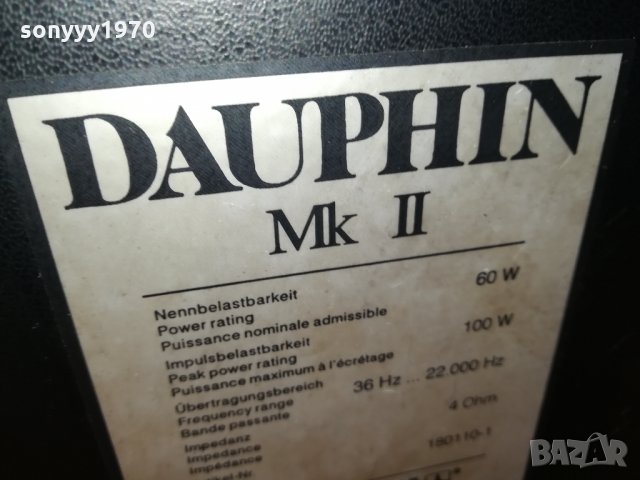 sonyyy1970
DAUPHIN
Mk II
Nennbelastbarkeit 60 W
Power rating
Puissance nominale admissible
Impulsbelastbarkeit 100 W
Peak power rating
Puissance maximum à l'écrêtage
Übertragungsbereich 36 Hz ... 22 000 Hz
Frequency range
Bande passante
Impedanz 4 Ohm
Impedance
Impédance
180110-1
BAZAR